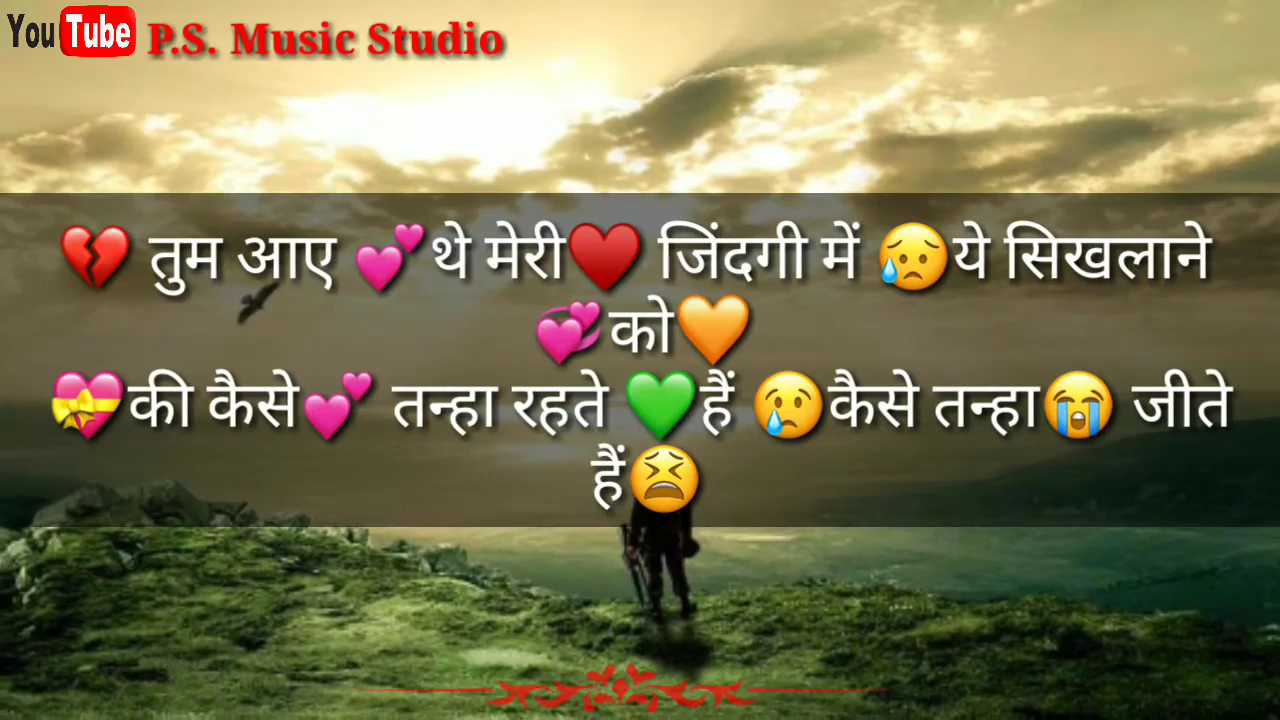 YouTube P.S. Music Studio
💔 तुम आए 💕थे मेरी♥️ जिंदगी में 😥ये सिखलाने
💞को🧡
💝की कैसे💕 तन्हा रहते 💚हैं 😢कैसे तन्हा😭 जीते
हैं😫